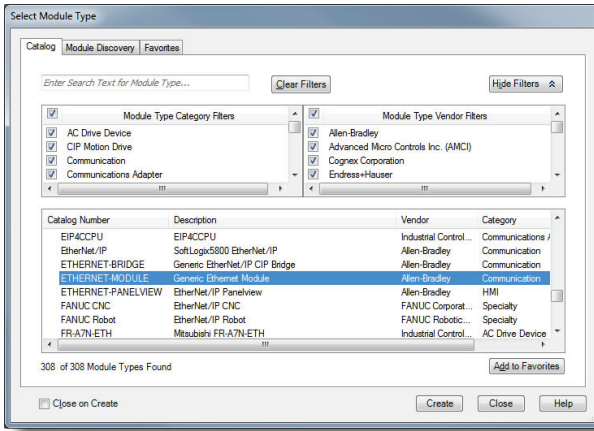 Select Module Type
Catalog Module Discovery Favorites
Enter Search Text for Module Type... Clear Filters Hide Filters
Module Type Category Filters Module Type Vendor Filters
AC Drive Device Allen-Bradley
CIP Motion Drive Advanced Micro Controls Inc. (AMCI)
Communication Cognex Corporation
Communications Adapter Endress+Hauser
Catalog Number Description Vendor Category
EIP4CCPU EIP4CCPU Industrial Control... Communications A
EtherNet/IP SoftLogix5800 EtherNet/IP Allen-Bradley Communication
ETHERNET-BRIDGE Generic EtherNet/IP CIP Bridge Allen-Bradley Communication
ETHERNET-MODULE Generic Ethernet Module Allen-Bradley Communication
ETHERNET-PANELVIEW EtherNet/IP Panelview Allen-Bradley HMI
FANUC CNC EtherNet/IP CNC FANUC Corporat... Specialty
FANUC Robot EtherNet/IP Robot FANUC Robotic... Specialty
FR-A7N-ETH Mitsubishi FR-A7N-ETH Industrial Control... AC Drive Device
308 of 308 Module Types Found Add to Favorites
Close on Create Create Close Help